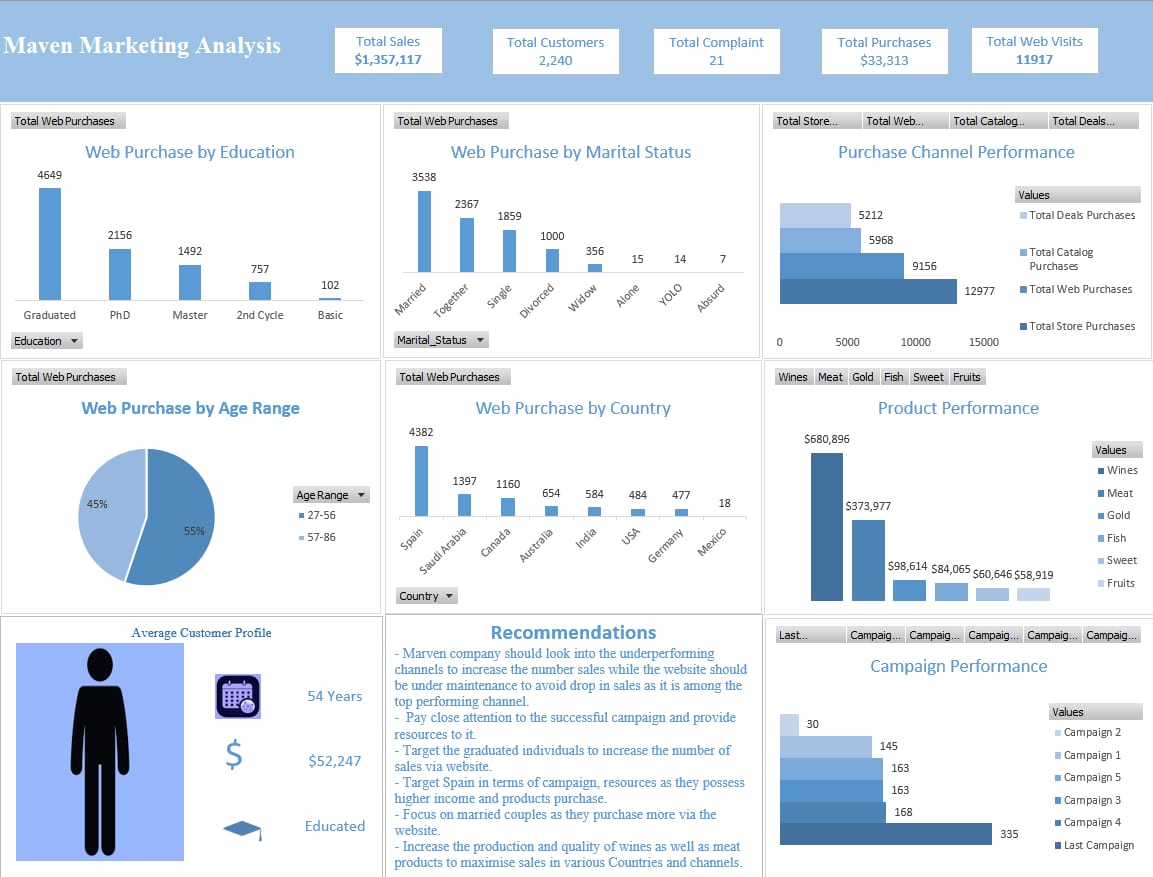 Maven Marketing Analysis
Total Sales
$1,357,117
Total Customers
2,240
Total Complaint
21
Total Purchases
$33,313
Total Web Visits
11917
Total Web Purchases
Web Purchase by Education
4649
2156
1492
757
102
Graduated PhD Master 2nd Cycle Basic
Education
Total Web Purchases
Web Purchase by Marital Status
3538
2367
1859
1000
356
15
14
7
Married Together Single Divorced Widow Alone YOLO Absurd
Marital_Status
Total Store... Total Web... Total Catalog... Total Deals...
Purchase Channel Performance
5212
5968
9156
12977
0 5000 10000 15000
Values
Total Deals Purchases
Total Catalog
Purchases
Total Web Purchases
Total Store Purchases
Total Web Purchases
Web Purchase by Age Range
45%
55%
Age Range
27-56
57-86
Total Web Purchases
Web Purchase by Country
4382
1397
1160
654
584
484
477
18
Spain Saudi Arabia Canada Australia India USA Germany Mexico
Country
Wines Meat Gold Fish Sweet Fruits
Product Performance
$680,896
$373,977
$98,614
$84,065
$60,646
$58,919
Values
Wines
Meat
Gold
Fish
Sweet
Fruits
Average Customer Profile
54 Years
$
$52,247
Educated
Recommendations
- Marven company should look into the underperforming
channels to increase the number sales while the website should
be under maintenance to avoid drop in sales as it is among the
top performing channel.
- Pay close attention to the successful campaign and provide
resources to it.
- Target the graduated individuals to increase the number of
sales via website.
- Target Spain in terms of campaign, resources as they possess
higher income and products purchase.
- Focus on married couples as they purchase more via the
website.
- Increase the production and quality of wines as well as meat
products to maximise sales in various Countries and channels.
Last... Campaig... Campaig... Campaig... Campaig... Campaig...
Campaign Performance
30
145
163
163
168
335
Values
Campaign 2
Campaign 1
Campaign 5
Campaign 3
Campaign 4
Last Campaign